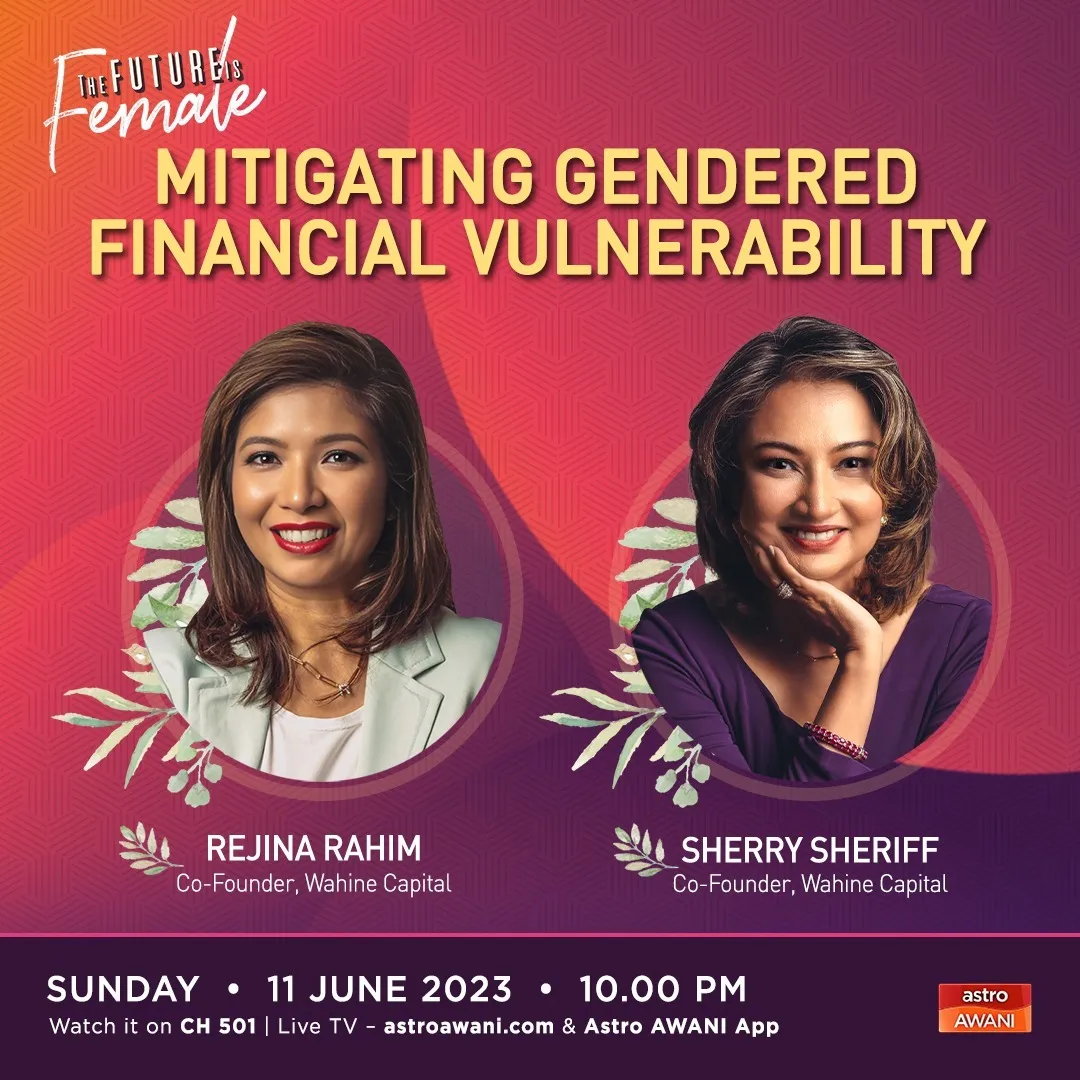 THE FUTURE IS
Female
MITIGATING GENDERED
FINANCIAL VULNERABILITY
REJINA RAHIM
Co-Founder, Wahine Capital
SHERRY SHERIFF
Co-Founder, Wahine Capital
SUNDAY • 11 JUNE 2023 • 10.00 PM
Watch it on CH 501 | Live TV – astroawani.com & Astro AWANI App
astro
AWANI